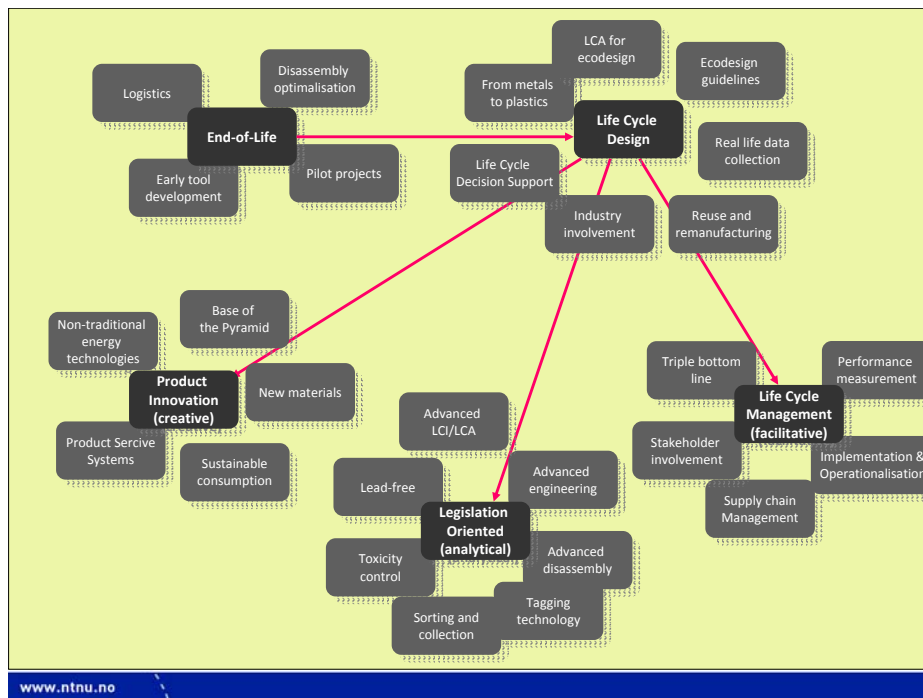 LCA for
ecodesign
Ecodesign
guidelines
Disassembly
optimalisation
Logistics
From metals
to plastics
End-of-Life
Life Cycle
Design
Real life data
collection
Early tool
development
Pilot projects
Life Cycle
Decision Support
Industry
involvement
Reuse and
remanufacturing
Base of
the Pyramid
Non-traditional
energy
technologies
Product
Innovation
(creative)
New materials
Product Sercive
Systems
Sustainable
consumption
Triple bottom
line
Performance
measurement
Life Cycle
Management
(facilitative)
Stakeholder
involvement
Implementation &
Operationalisation
Supply chain
Management
Advanced
LCI/LCA
Lead-free
Advanced
engineering
Legislation
Oriented
(analytical)
Toxicity
control
Advanced
disassembly
Sorting and
collection
Tagging
technology
www.ntnu.no